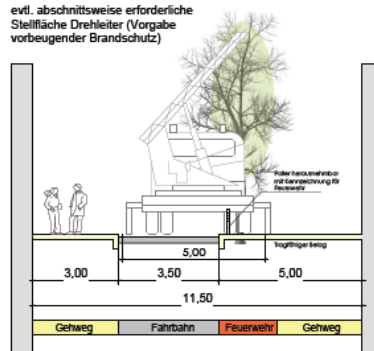 evtl. abschnittsweise erforderliche
Stellfläche Drehleiter (Vorgabe
vorbeugender Brandschutz)
Poller herausnehmbar
mit Kennzeichnung für
Feuerwehr
Tragfähiger Belag
5,00
3,00 3,50 5,00
11,50
Gehweg Fahrbahn Feuerwehr Gehweg